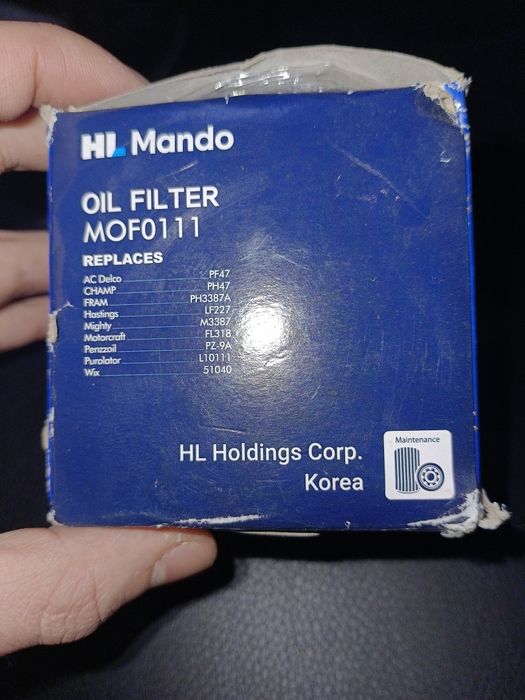 HL Mando
OIL FILTER
MOF0111
REPLACES
AC Delco PF47
CHAMP PH47
FRAM PH3387A
Hastings LF227
Mighty M3387
Motorcraft FL318
Penzzoil PZ-9A
Purolator L10111
Wix 51040
HL Holdings Corp.
Korea
Maintenance